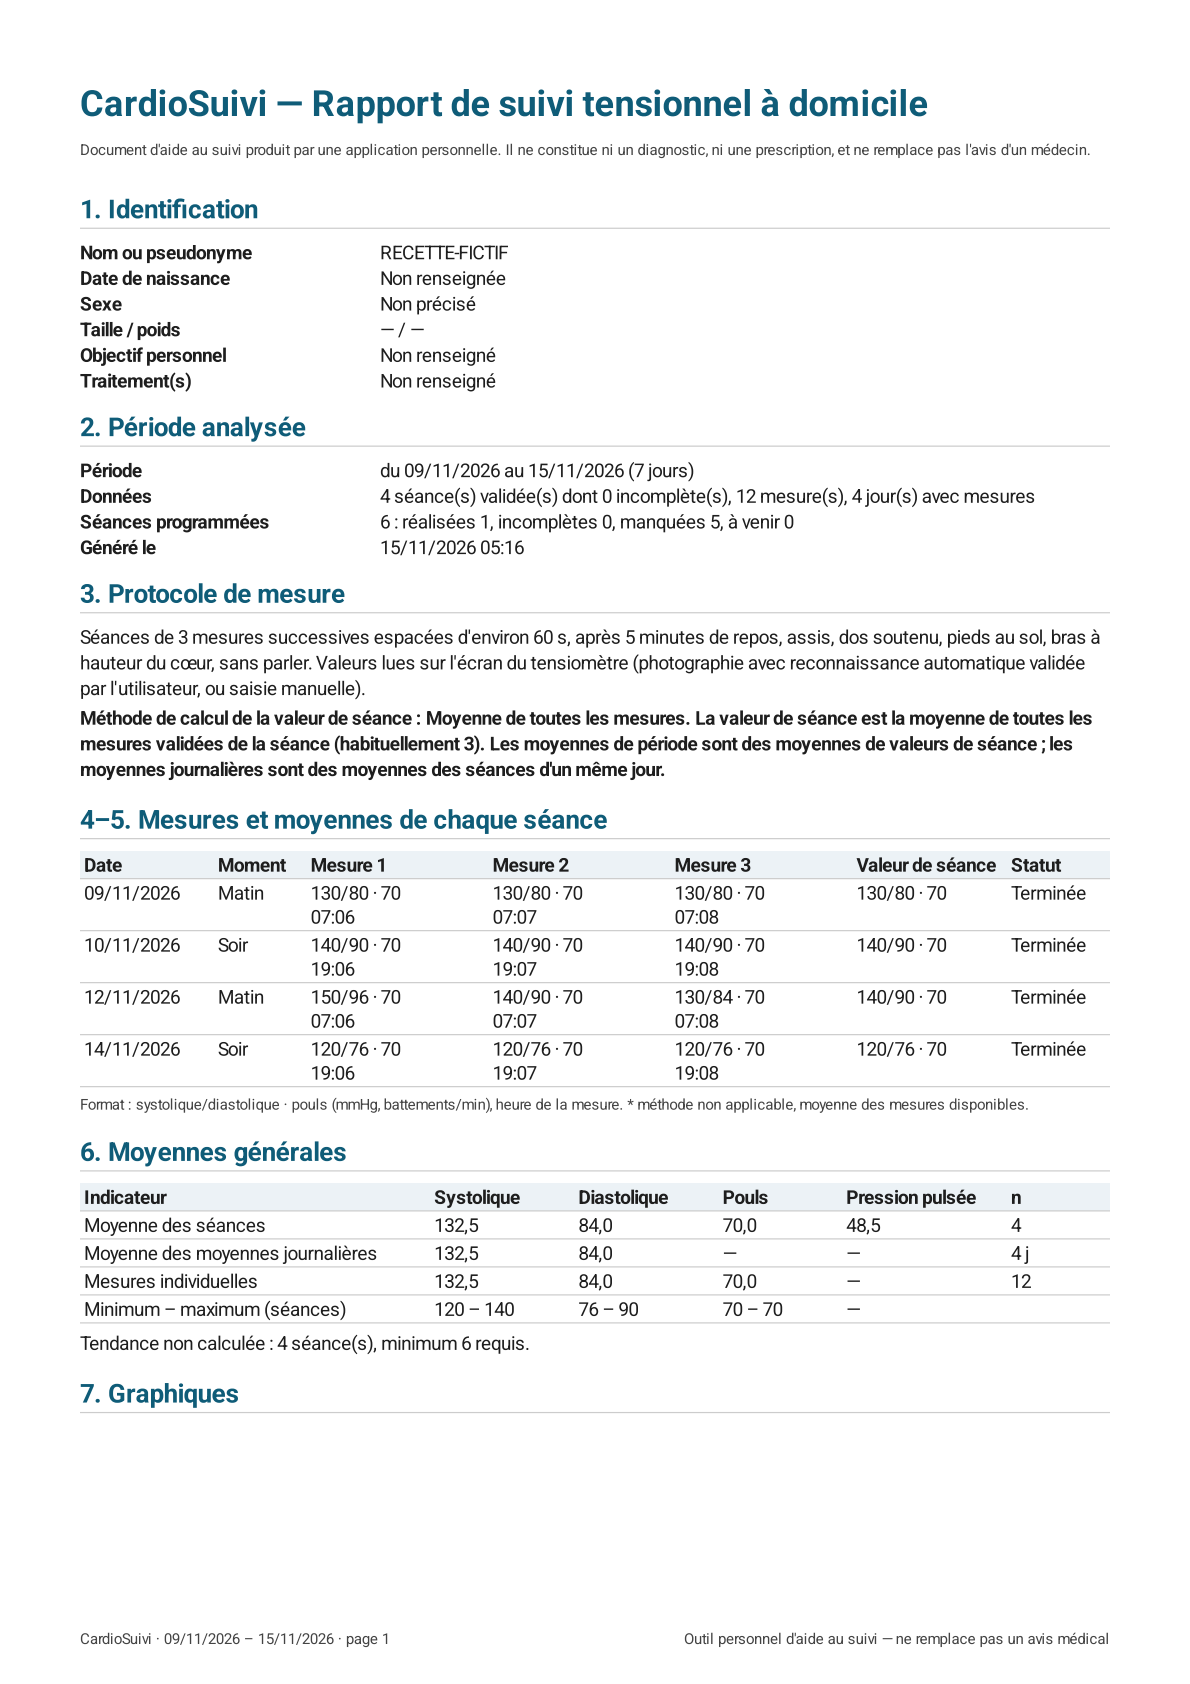 CardioSuivi — Rapport de suivi tensionnel à domicile
Document d'aide au suivi produit par une application personnelle. Il ne constitue ni un diagnostic, ni une prescription, et ne remplace pas l'avis d'un médecin.
1. Identification
Nom ou pseudonyme RECETTE-FICTIF
Date de naissance Non renseignée
Sexe Non précisé
Taille / poids — / —
Objectif personnel Non renseigné
Traitement(s) Non renseigné
2. Période analysée
Période du 09/11/2026 au 15/11/2026 (7 jours)
Données 4 séance(s) validée(s) dont 0 incomplète(s), 12 mesure(s), 4 jour(s) avec mesures
Séances programmées 6 : réalisées 1, incomplètes 0, manquées 5, à venir 0
Généré le 15/11/2026 05:16
3. Protocole de mesure
Séances de 3 mesures successives espacées d'environ 60 s, après 5 minutes de repos, assis, dos soutenu, pieds au sol, bras à
hauteur du cœur, sans parler. Valeurs lues sur l'écran du tensiomètre (photographie avec reconnaissance automatique validée
par l'utilisateur, ou saisie manuelle).
Méthode de calcul de la valeur de séance : Moyenne de toutes les mesures. La valeur de séance est la moyenne de toutes les
mesures validées de la séance (habituellement 3). Les moyennes de période sont des moyennes de valeurs de séance ; les
moyennes journalières sont des moyennes des séances d'un même jour.
4–5. Mesures et moyennes de chaque séance
Date Moment Mesure 1 Mesure 2 Mesure 3 Valeur de séance Statut
09/11/2026 Matin 130/80 · 70 130/80 · 70 130/80 · 70 130/80 · 70 Terminée
07:06 07:07 07:08
10/11/2026 Soir 140/90 · 70 140/90 · 70 140/90 · 70 140/90 · 70 Terminée
19:06 19:07 19:08
12/11/2026 Matin 150/96 · 70 140/90 · 70 130/84 · 70 140/90 · 70 Terminée
07:06 07:07 07:08
14/11/2026 Soir 120/76 · 70 120/76 · 70 120/76 · 70 120/76 · 70 Terminée
19:06 19:07 19:08
Format : systolique/diastolique · pouls (mmHg, battements/min), heure de la mesure. * méthode non applicable, moyenne des mesures disponibles.
6. Moyennes générales
Indicateur Systolique Diastolique Pouls Pression pulsée n
Moyenne des séances 132,5 84,0 70,0 48,5 4
Moyenne des moyennes journalières 132,5 84,0 — — 4 j
Mesures individuelles 132,5 84,0 70,0 — 12
Minimum – maximum (séances) 120 – 140 76 – 90 70 – 70 —
Tendance non calculée : 4 séance(s), minimum 6 requis.
7. Graphiques
CardioSuivi · 09/11/2026 – 15/11/2026 · page 1 Outil personnel d'aide au suivi — ne remplace pas un avis médical